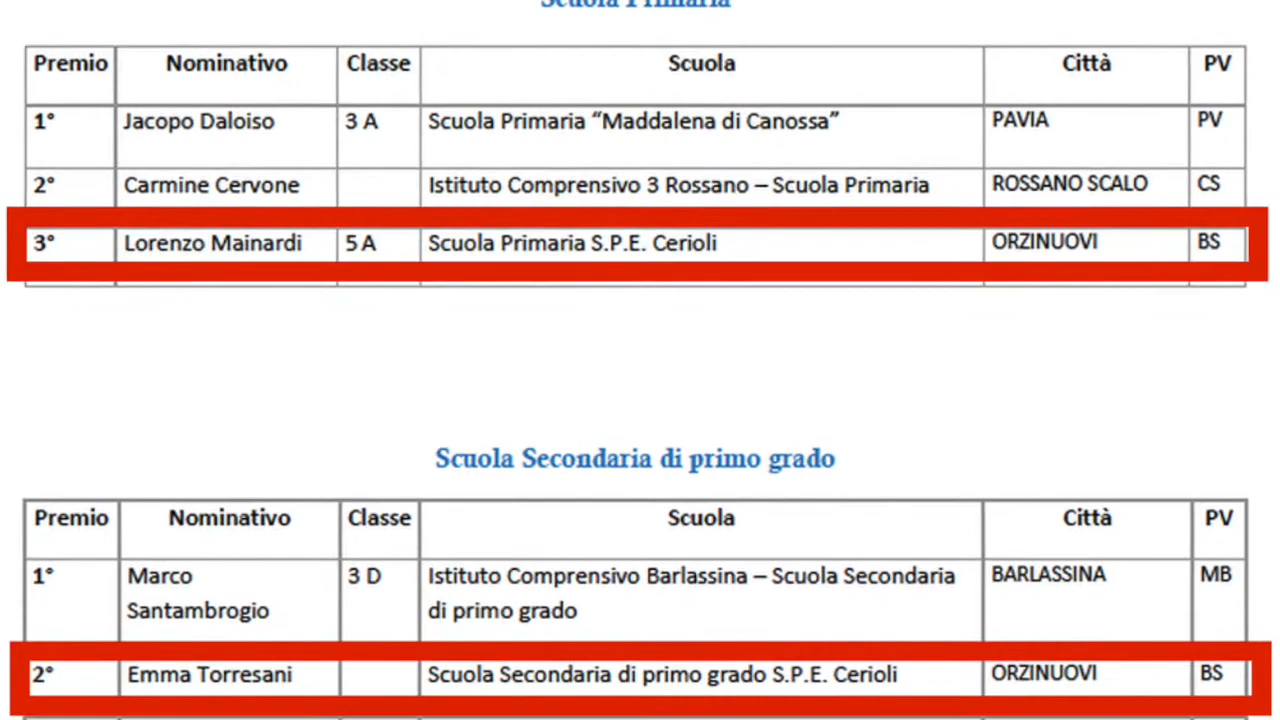 Scuola Primaria
Premio Nominativo Classe Scuola Città PV
1° Jacopo Daloiso 3 A Scuola Primaria “Maddalena di Canossa” PAVIA PV
2° Carmine Cervone Istituto Comprensivo 3 Rossano – Scuola Primaria ROSSANO SCALO CS
3° Lorenzo Mainardi 5 A Scuola Primaria S.P.E. Cerioli ORZINUOVI BS
Scuola Secondaria di primo grado
Premio Nominativo Classe Scuola Città PV
1° Marco 3 D Istituto Comprensivo Barlassina – Scuola Secondaria BARLASSINA MB
Santambrogio di primo grado
2° Emma Torresani Scuola Secondaria di primo grado S.P.E. Cerioli ORZINUOVI BS